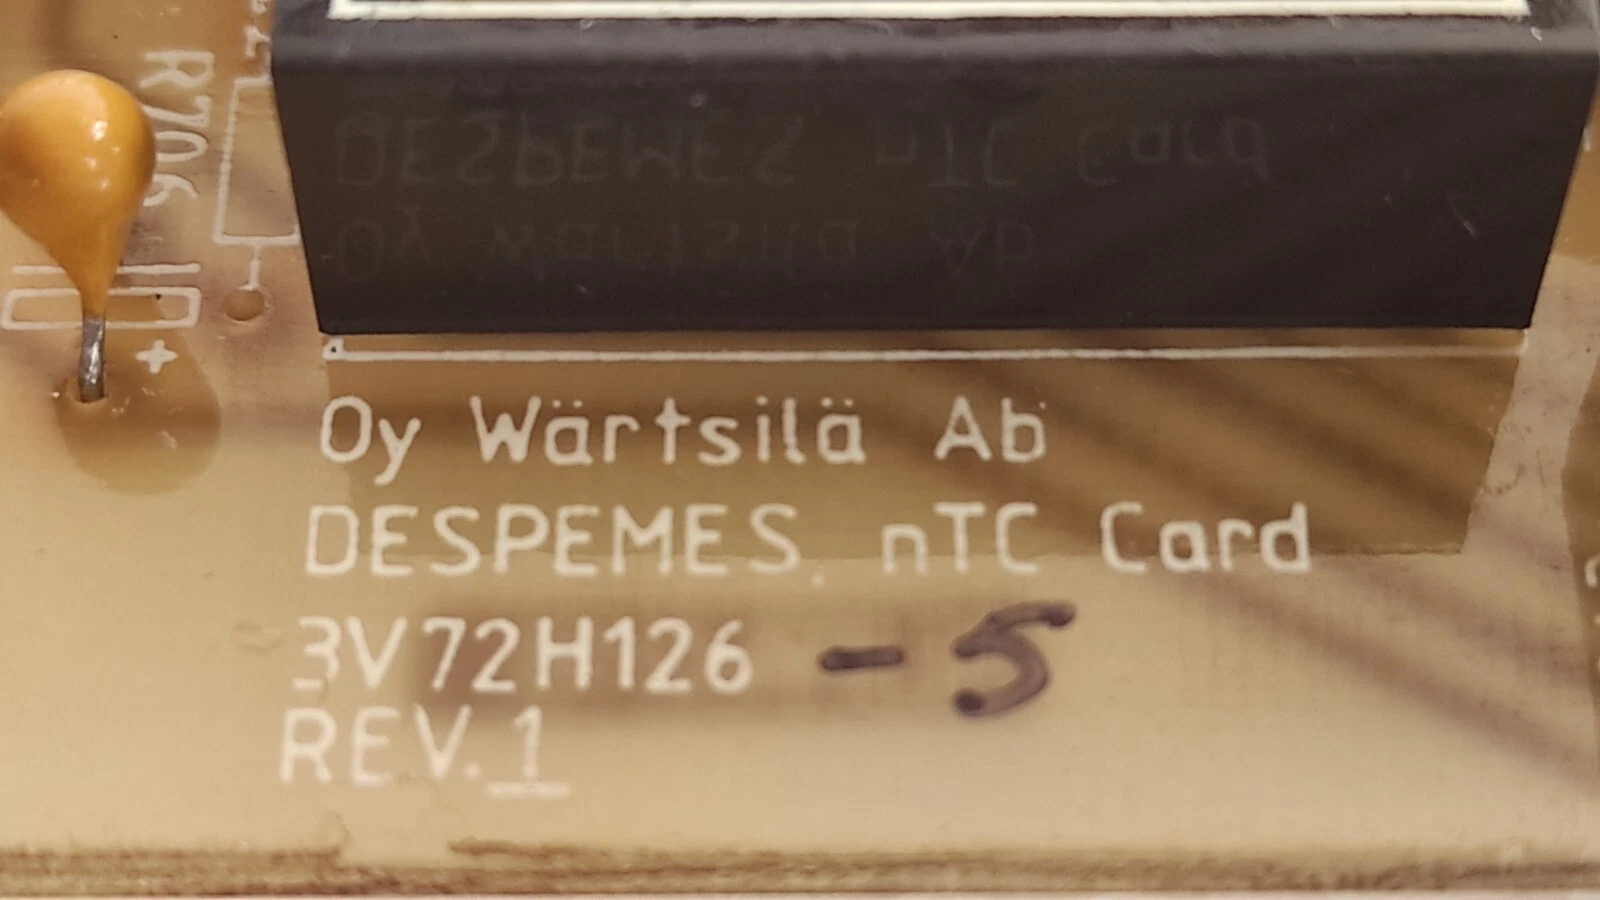 R706
+
Oy Wärtsilä Ab
DESPEMES, nTC Card
3V72H126 - 5
REV. 1